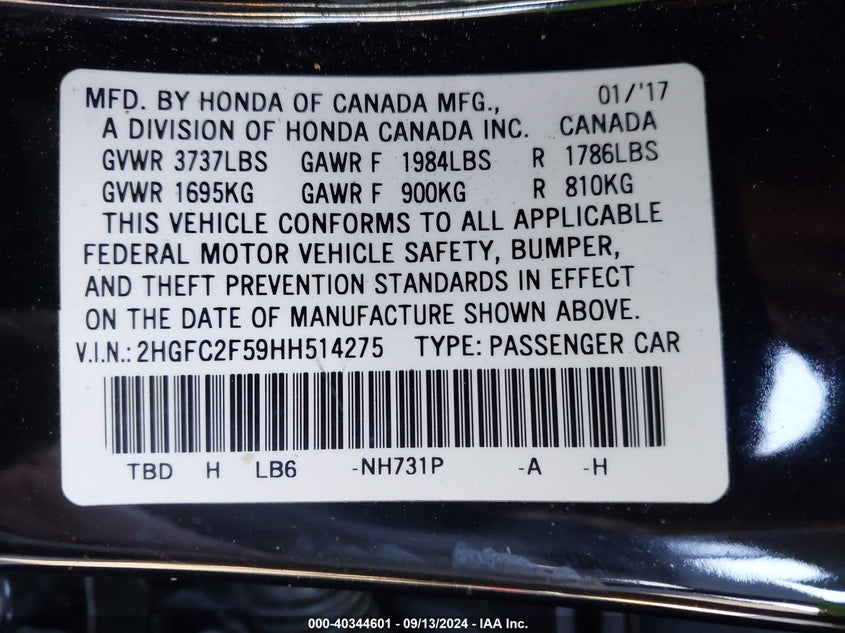 MFD. BY HONDA OF CANADA MFG., 01/'17
A DIVISION OF HONDA CANADA INC. CANADA
GVWR 3737LBS GAWR F 1984LBS R 1786LBS
GVWR 1695KG GAWR F 900KG R 810KG
THIS VEHICLE CONFORMS TO ALL APPLICABLE
FEDERAL MOTOR VEHICLE SAFETY, BUMPER,
AND THEFT PREVENTION STANDARDS IN EFFECT
ON THE DATE OF MANUFACTURE SHOWN ABOVE.
V.I.N.: 2HGFC2F59HH514275 TYPE: PASSENGER CAR
TBD H LB6 -NH731P -A -H
000-40344601 - 09/13/2024 - IAA Inc.